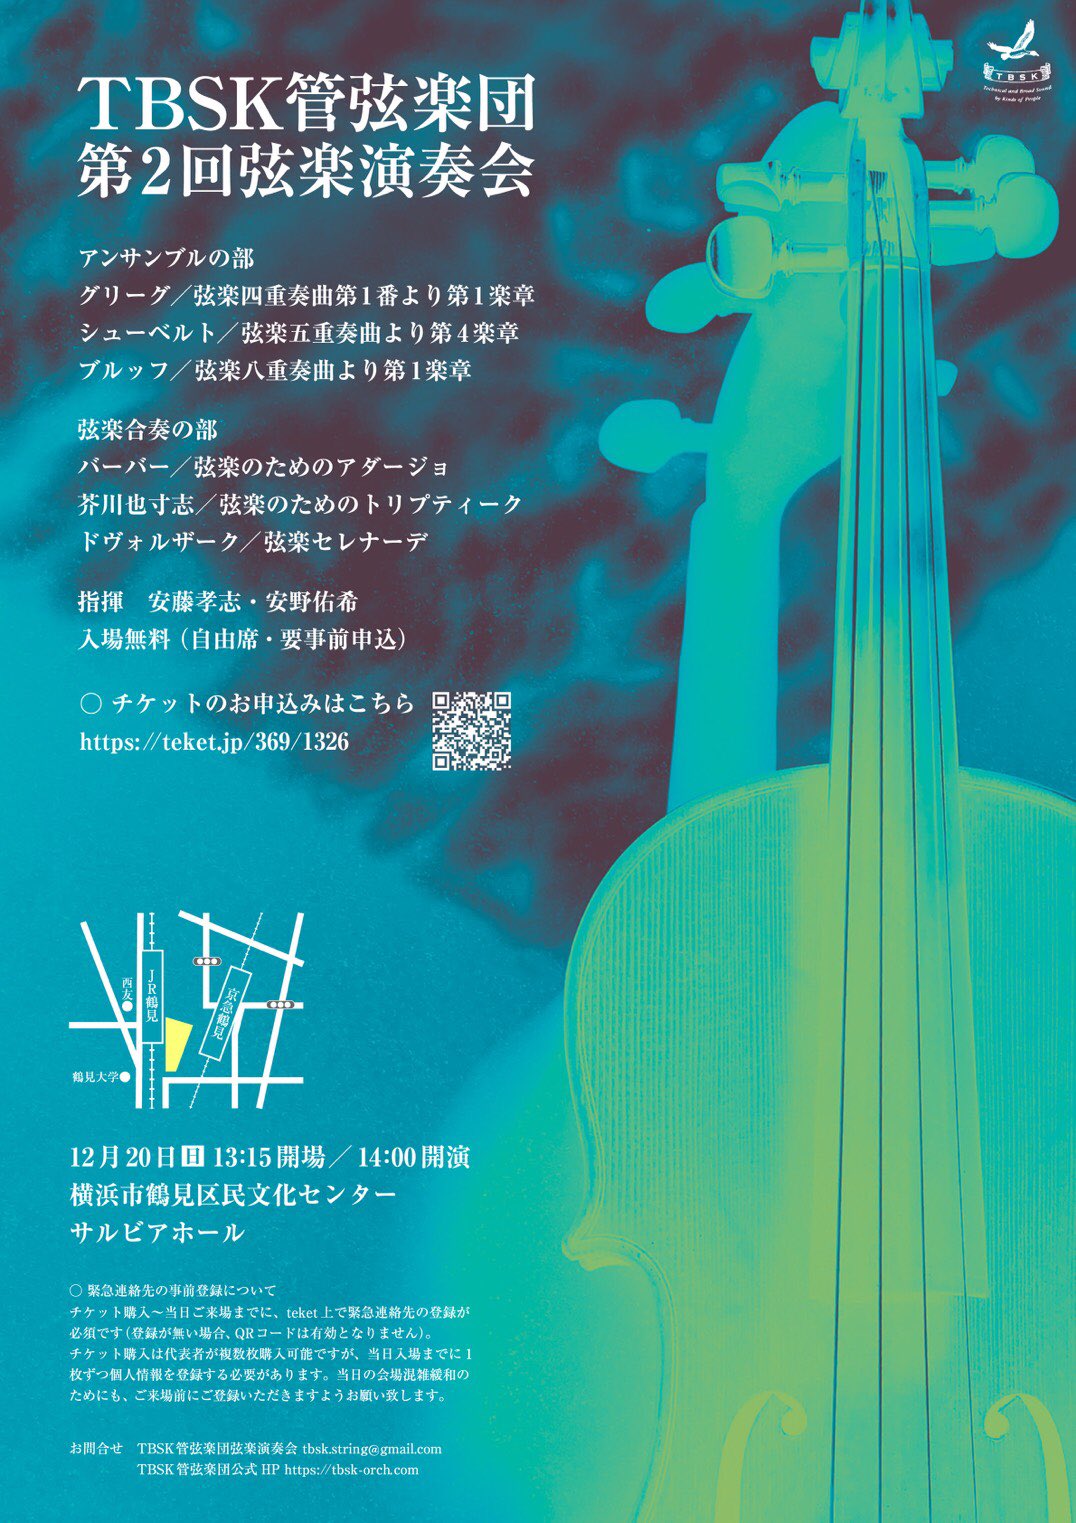 TBSK
Technical and Broad Sound
by Kinds of People
TBSK管弦楽団
第2回弦楽演奏会
アンサンブルの部
グリーグ／弦楽四重奏曲第1番より第1楽章
シューベルト／弦楽五重奏曲より第4楽章
ブルッフ／弦楽八重奏曲より第1楽章
弦楽合奏の部
バーバー／弦楽のためのアダージョ
芥川也寸志／弦楽のためのトリプティーク
ドヴォルザーク／弦楽セレナーデ
指揮　安藤孝志・安野佑希
入場無料（自由席・要事前申込）
○ チケットのお申込みはこちら
https://teket.jp/369/1326
西友
JR鶴見
京急鶴見
鶴見大学
12月20日日 13:15開場／14:00開演
横浜市鶴見区民文化センター
サルビアホール
○ 緊急連絡先の事前登録について
チケット購入～当日ご来場までに、teket上で緊急連絡先の登録が
必須です（登録が無い場合、QRコードは有効となりません）。
チケット購入は代表者が複数枚購入可能ですが、当日入場までに1
枚ずつ個人情報を登録する必要があります。当日の会場混雑緩和の
ためにも、ご来場前にご登録いただきますようお願い致します。
お問合せ　TBSK管弦楽団弦楽演奏会 tbsk.string@gmail.com
TBSK管弦楽団公式HP https://tbsk-orch.com